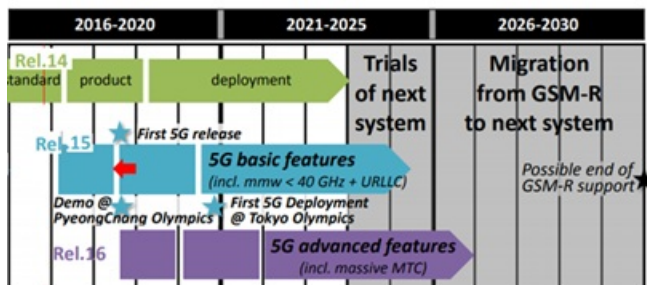 2016-2020 2021-2025 2026-2030
Rel.14
standard product deployment
Trials
of next
system
Migration
from GSM-R
to next system
First 5G release
Rel.15
5G basic features
(incl. mmw < 40 GHz + URLLC)
Possible end of
GSM-R support
Demo @
PyeongChang Olympics
First 5G Deployment
@ Tokyo Olympics
Rel.16
5G advanced features
(incl. massive MTC)